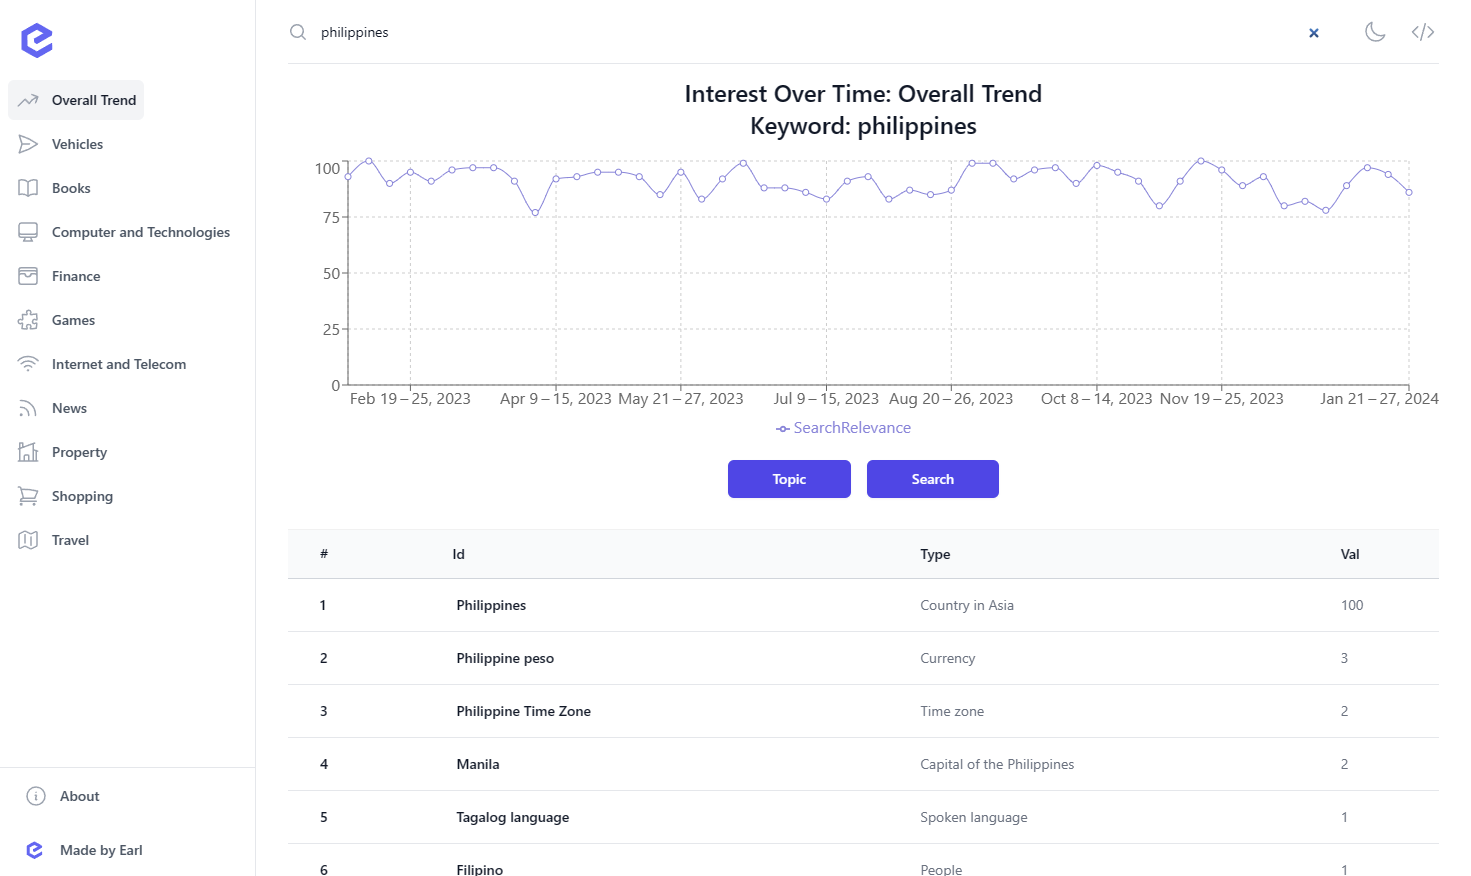 philippines
Overall Trend
Vehicles
Books
Computer and Technologies
Finance
Games
Internet and Telecom
News
Property
Shopping
Travel
About
Made by Earl
Interest Over Time: Overall Trend
Keyword: philippines
100
75
50
25
0
Feb 19 – 25, 2023 Apr 9 – 15, 2023 May 21 – 27, 2023 Jul 9 – 15, 2023 Aug 20 – 26, 2023 Oct 8 – 14, 2023 Nov 19 – 25, 2023 Jan 21 – 27, 2024
SearchRelevance
Topic Search
# Id Type Val
1 Philippines Country in Asia 100
2 Philippine peso Currency 3
3 Philippine Time Zone Time zone 2
4 Manila Capital of the Philippines 2
5 Tagalog language Spoken language 1
6 Filipino People 1